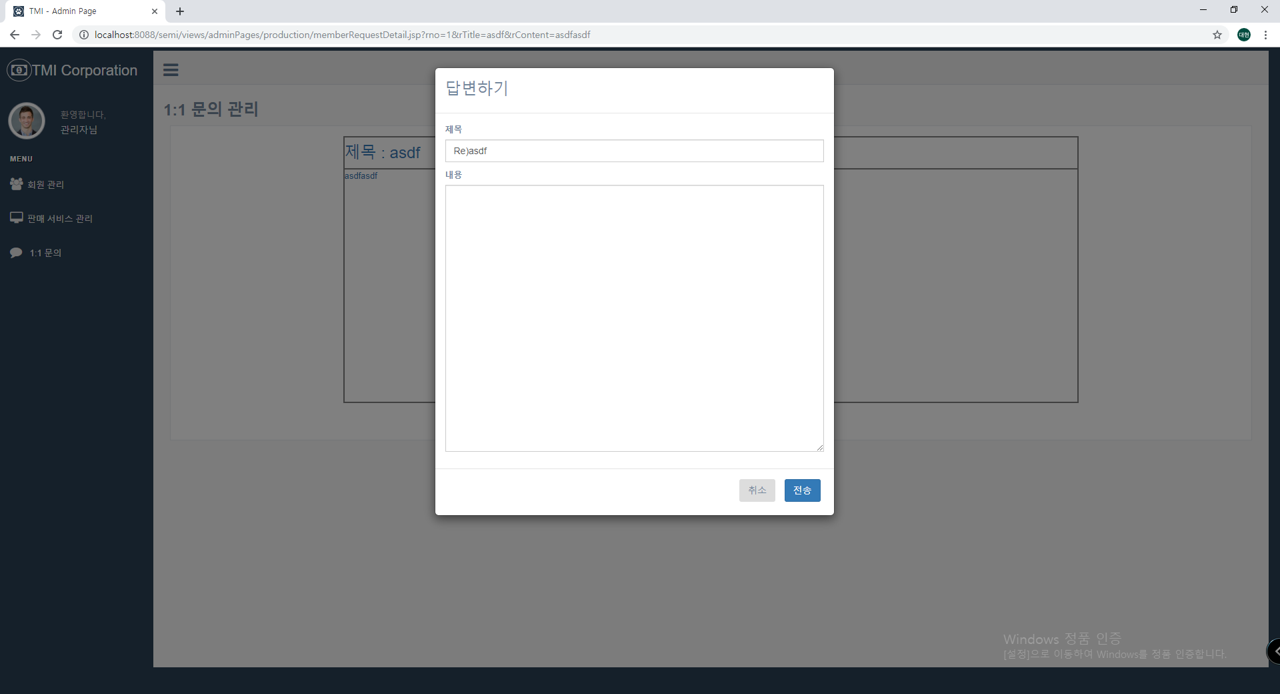 TMI - Admin Page
localhost:8088/semi/views/adminPages/production/memberRequestDetail.jsp?rno=1&rTitle=asdf&rContent=asdfasdf
대현
TMI Corporation
환영합니다,
관리자님
MENU
회원 관리
판매 서비스 관리
1:1 문의
1:1 문의 관리
제목 : asdf
asdfasdf
답변하기
제목
Re)asdf
내용
취소
전송
Windows 정품 인증
[설정]으로 이동하여 Windows를 정품 인증합니다.